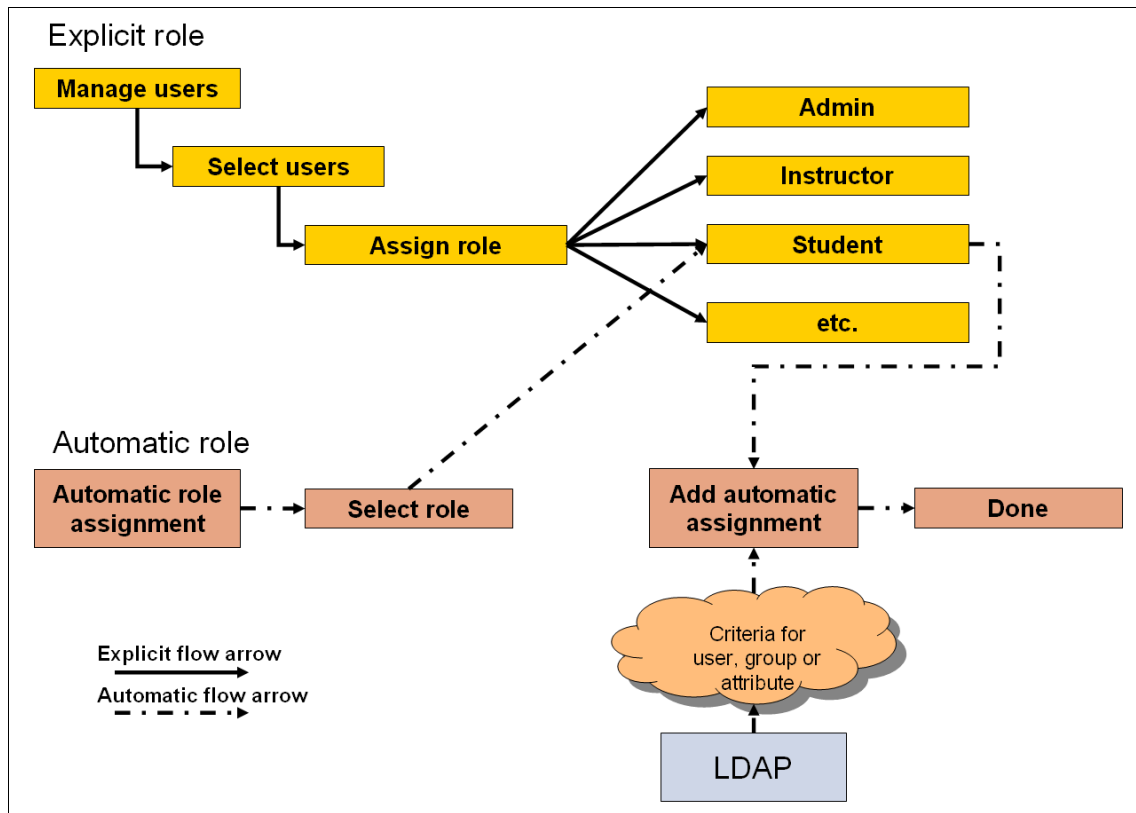 Explicit role
Manage users
Select users
Assign role
Admin
Instructor
Student
etc.
Automatic role
Automatic role
assignment
Select role
Add automatic
assignment
Done
Criteria for
user, group or
attribute
LDAP
Explicit flow arrow
Automatic flow arrow